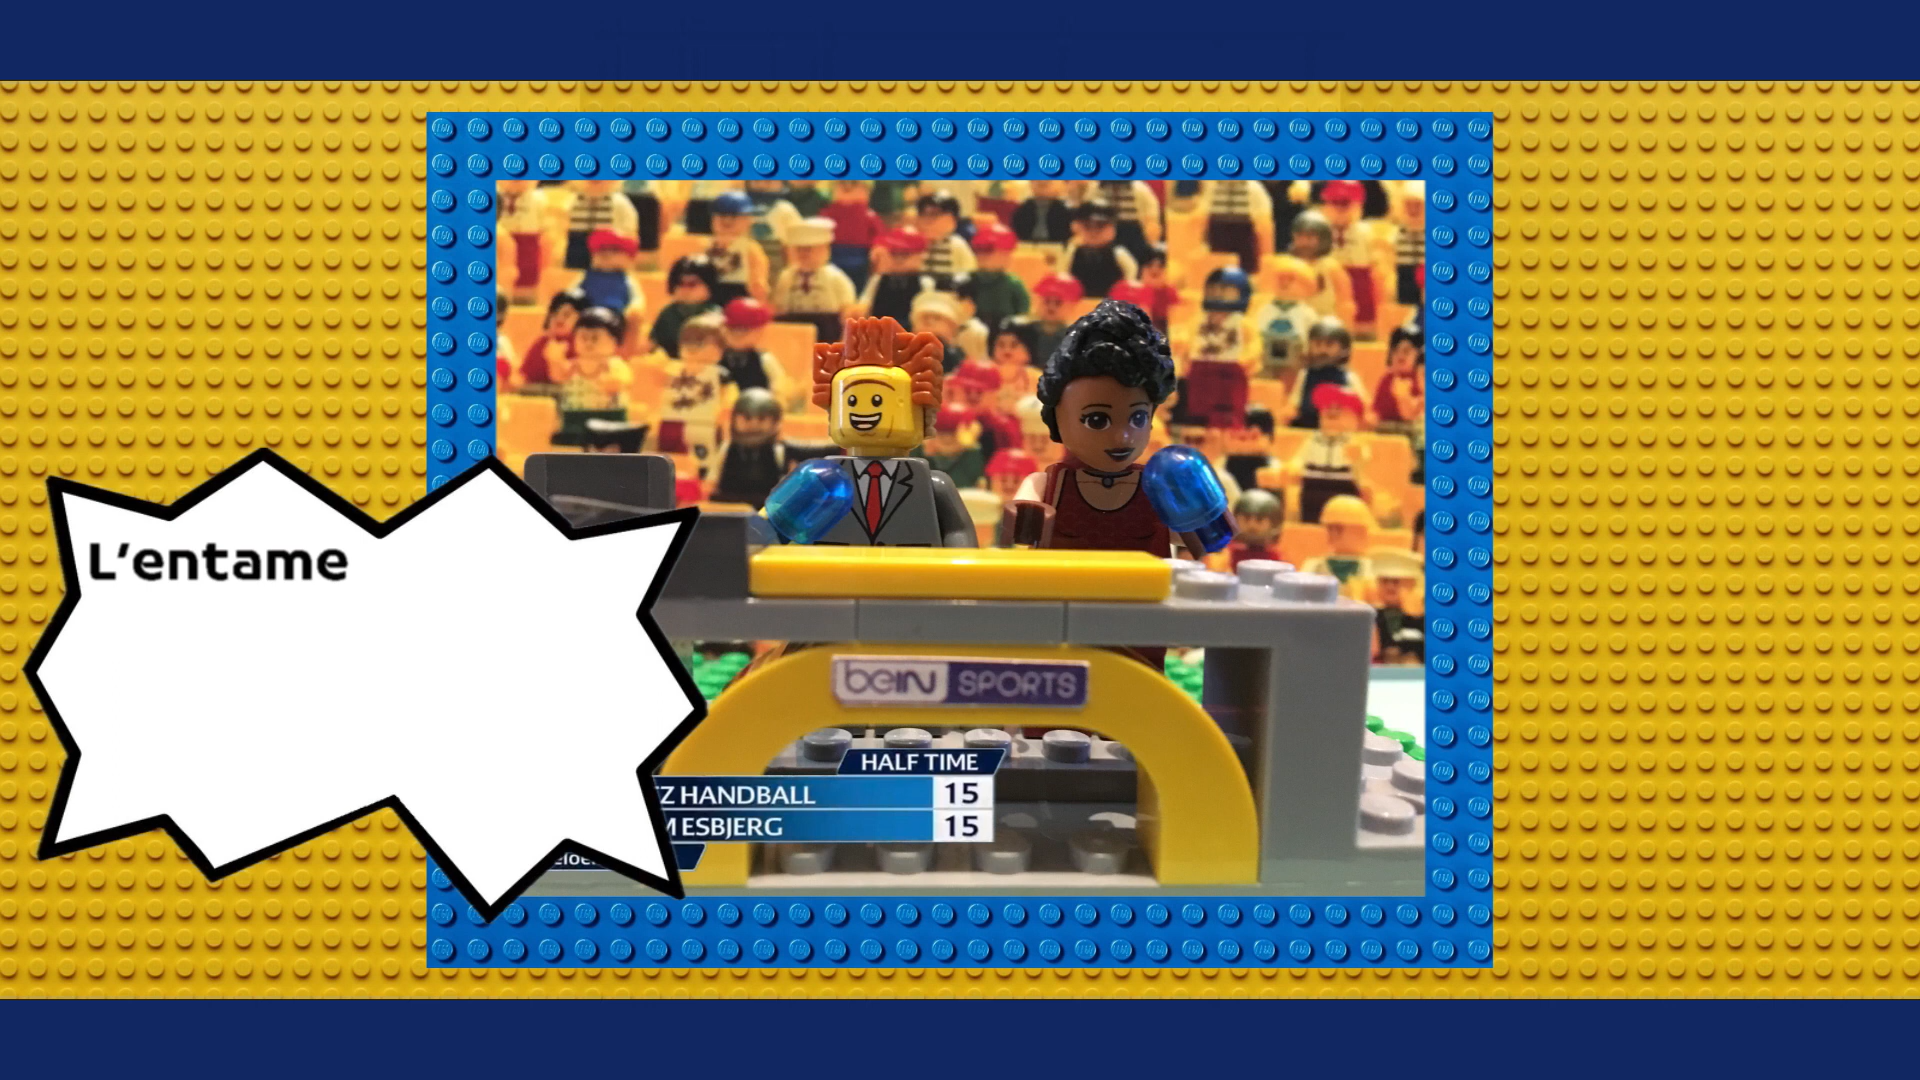 L'entame
beIN SPORTS
HALF TIME
Z HANDBALL 15
ESBJERG 15